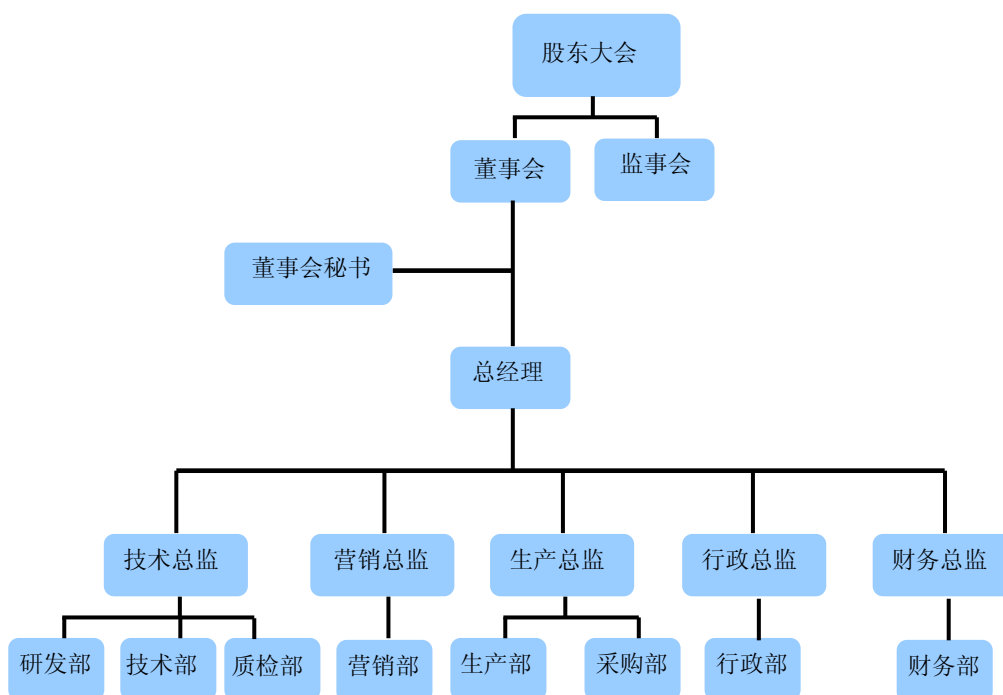 股东大会
董事会
监事会
董事会秘书
总经理
技术总监
营销总监
生产总监
行政总监
财务总监
研发部
技术部
质检部
营销部
生产部
采购部
行政部
财务部